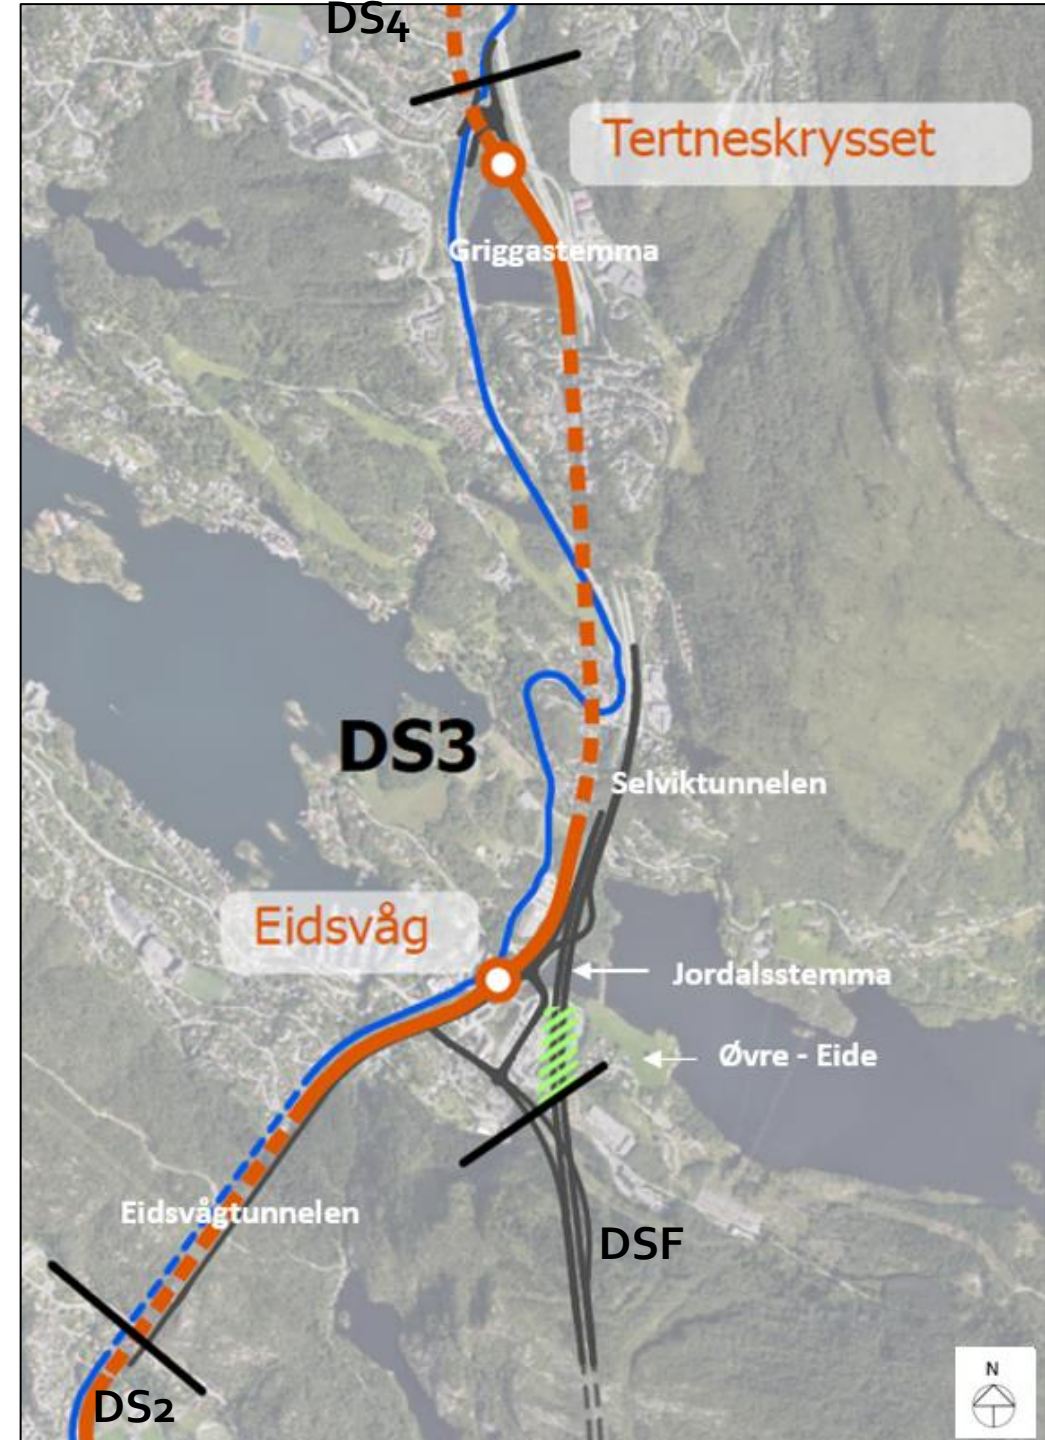 DS4
Tertneskrysset
Griggastemma
DS3
Selviktunnelen
Eidsvåg
Jordalsstemma
Øvre - Eide
Eidsvågtunnelen
DSF
DS2
N